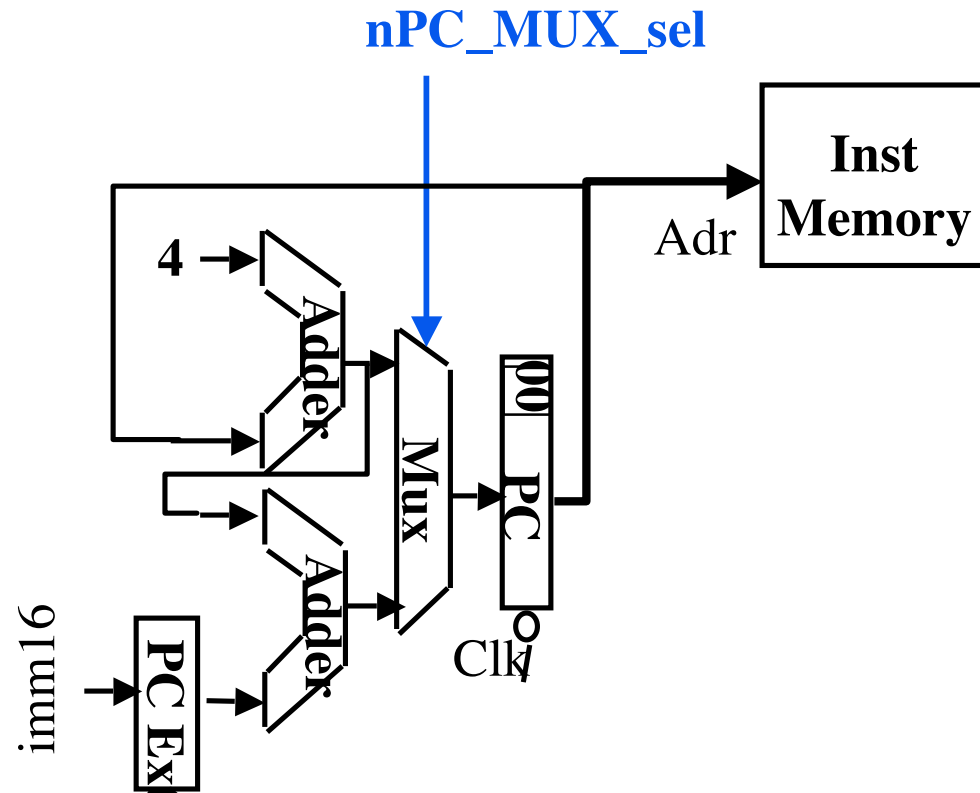 nPC_MUX_sel
Inst
Memory
Adr
4
Adder
00
Mux
PC
Adder
imm16
PC Ex
Clk